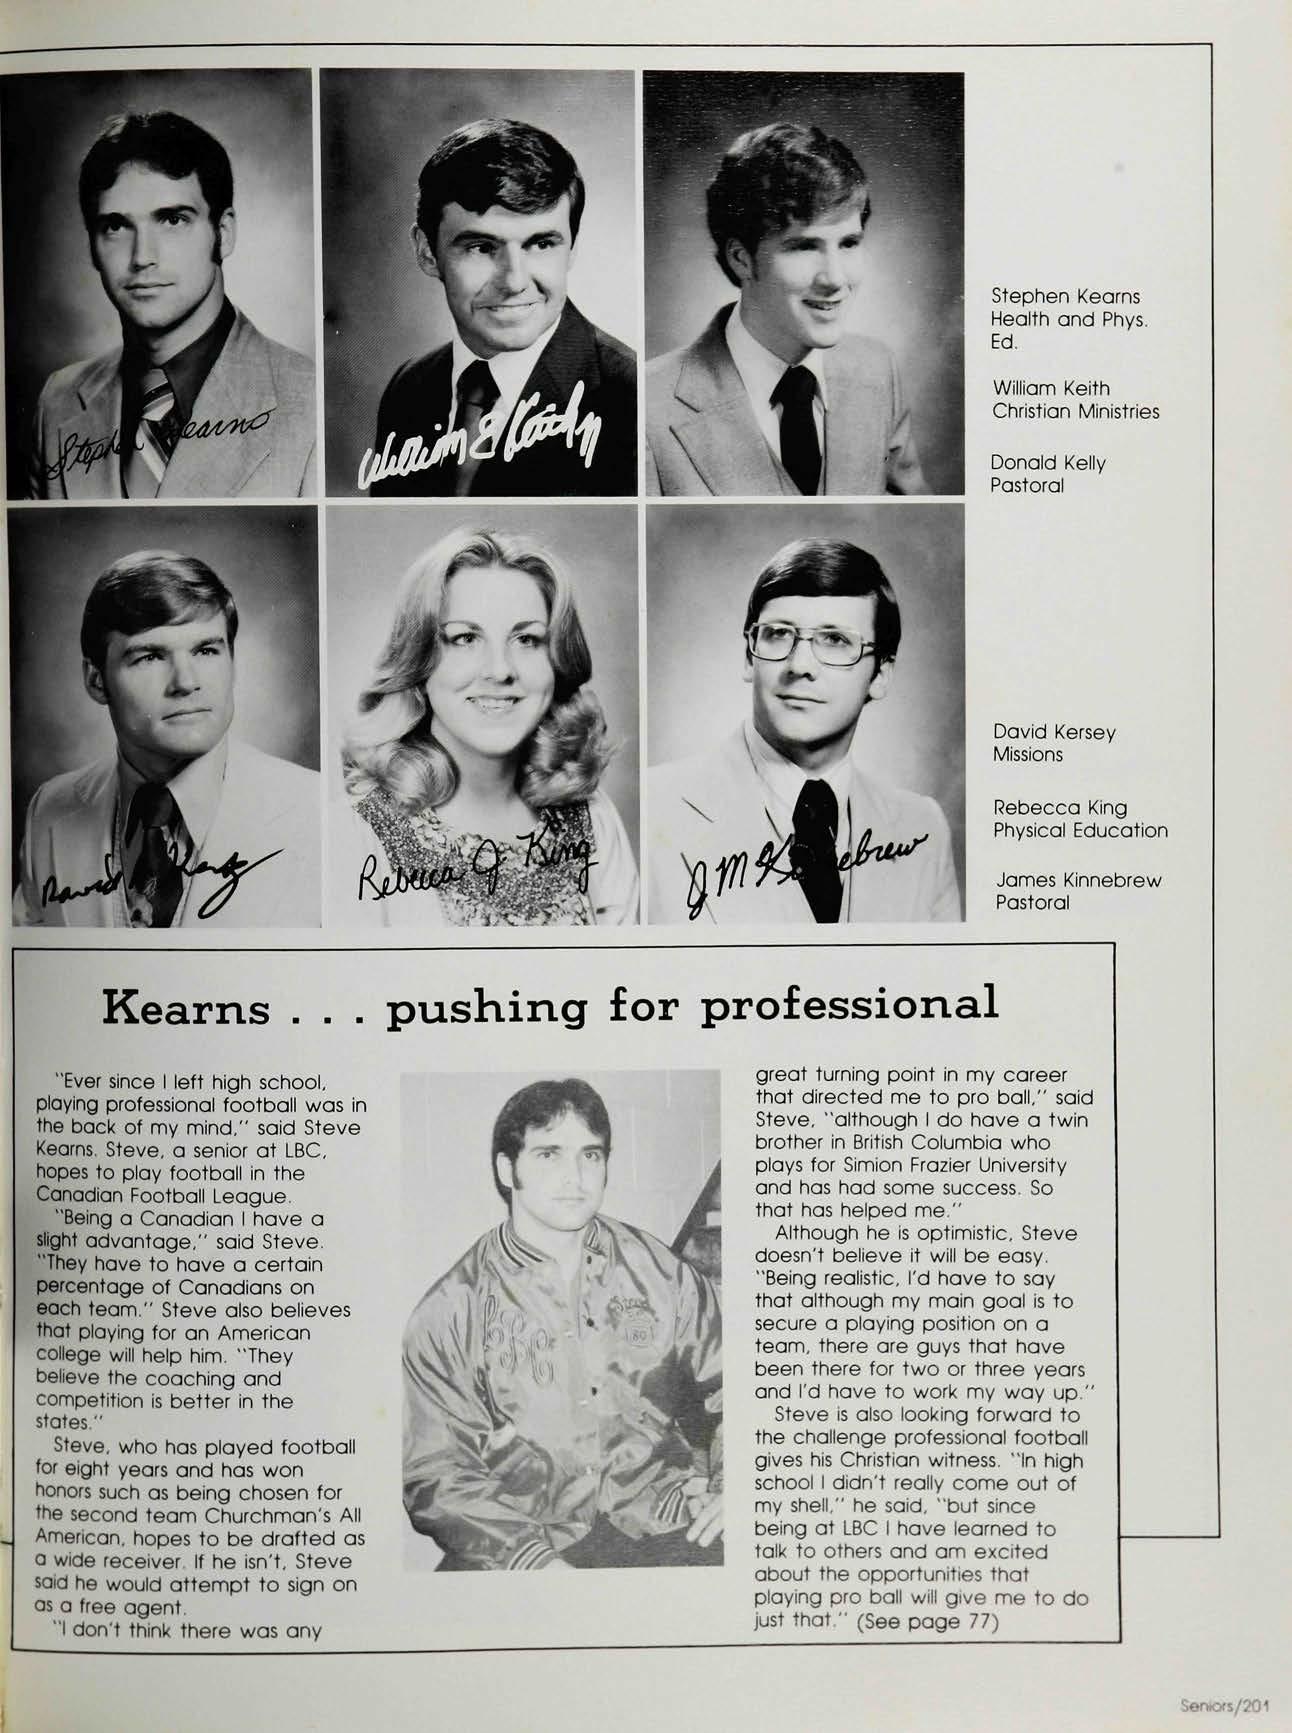 Stephen Kearns
William E Keith IV
Stephen Kearns
Health and Phys.
Ed.
William Keith
Christian Ministries
Donald Kelly
Pastoral
Rebecca J. King
J M Kinnebrew
David Kersey
Missions
Rebecca King
Physical Education
James Kinnebrew
Pastoral
Kearns . . . pushing for professional
"Ever since I left high school,
playing professional football was in
the back of my mind," said Steve
Kearns. Steve, a senior at LBC,
hopes to play football in the
Canadian Football League.
"Being a Canadian I have a
slight advantage," said Steve.
"They have to have a certain
percentage of Canadians on
each team." Steve also believes
that playing for an American
college will help him. "They
believe the coaching and
competition is better in the
states."
Steve, who has played football
for eight years and has won
honors such as being chosen for
the second team Churchman's All
American, hopes to be drafted as
a wide receiver. If he isn't, Steve
said he would attempt to sign on
as a free agent.
"I don't think there was any
LBC
Steve
80
great turning point in my career
that directed me to pro ball," said
Steve, "although I do have a twin
brother in British Columbia who
plays for Simion Frazier University
and has had some success. So
that has helped me."
Although he is optimistic, Steve
doesn't believe it will be easy.
"Being realistic, I'd have to say
that although my main goal is to
secure a playing position on a
team, there are guys that have
been there for two or three years
and I'd have to work my way up."
Steve is also looking forward to
the challenge professional football
gives his Christian witness. "In high
school I didn't really come out of
my shell," he said, "but since
being at LBC I have learned to
talk to others and am excited
about the opportunities that
playing pro ball will give me to do
just that." (See page 77)
Seniors/201